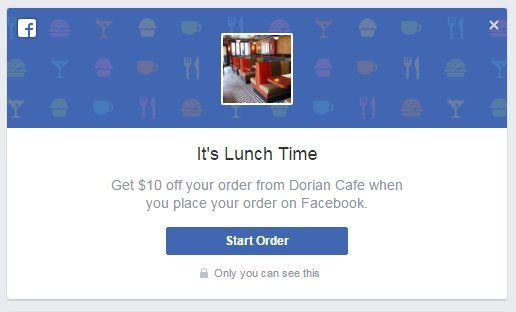 It's Lunch Time
Get $10 off your order from Dorian Cafe when
you place your order on Facebook.
Start Order
Only you can see this